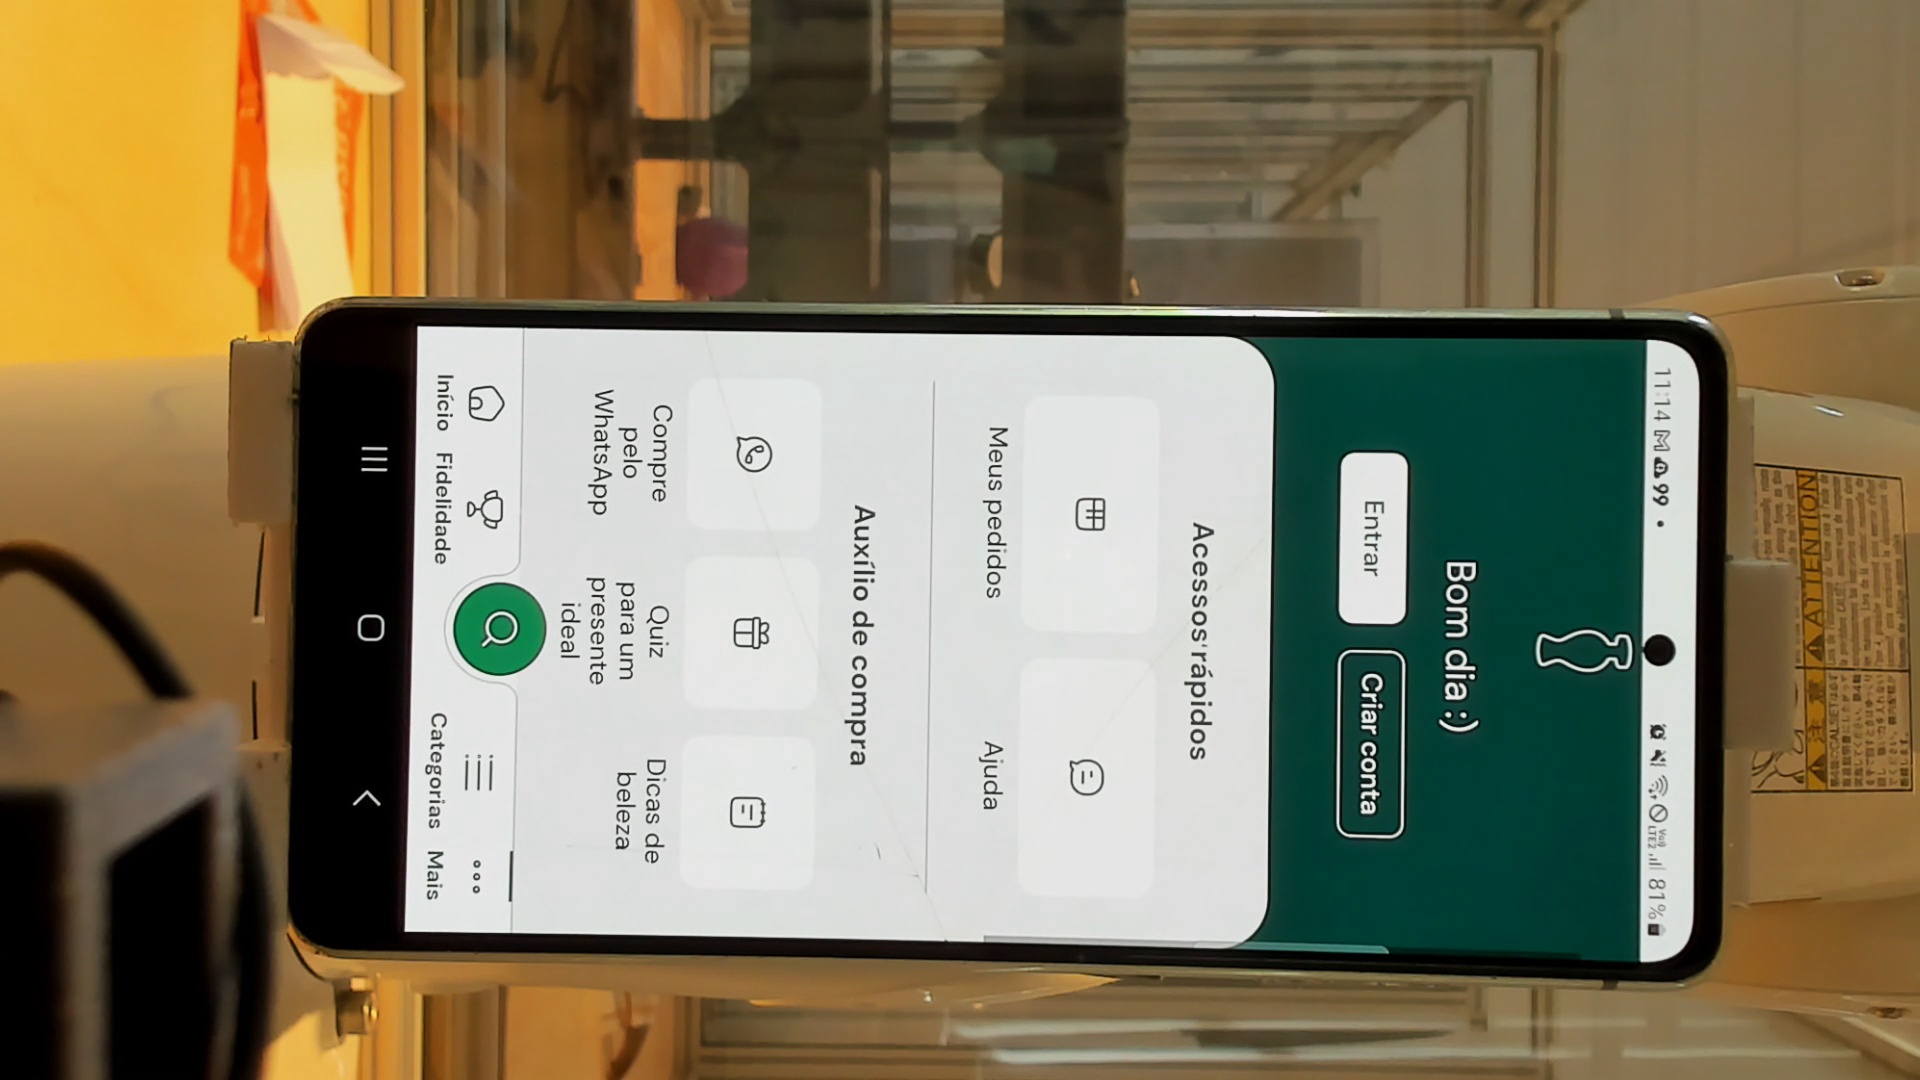 11:14 99
VoLTE2 81%
Bom dia :)
Entrar
Criar conta
Acessos rápidos
Meus pedidos
Ajuda
Auxílio de compra
Compre
pelo
WhatsApp
Quiz
para um
presente
ideal
Dicas de
beleza
Início
Fidelidade
Categorias
Mais
ATTENTION